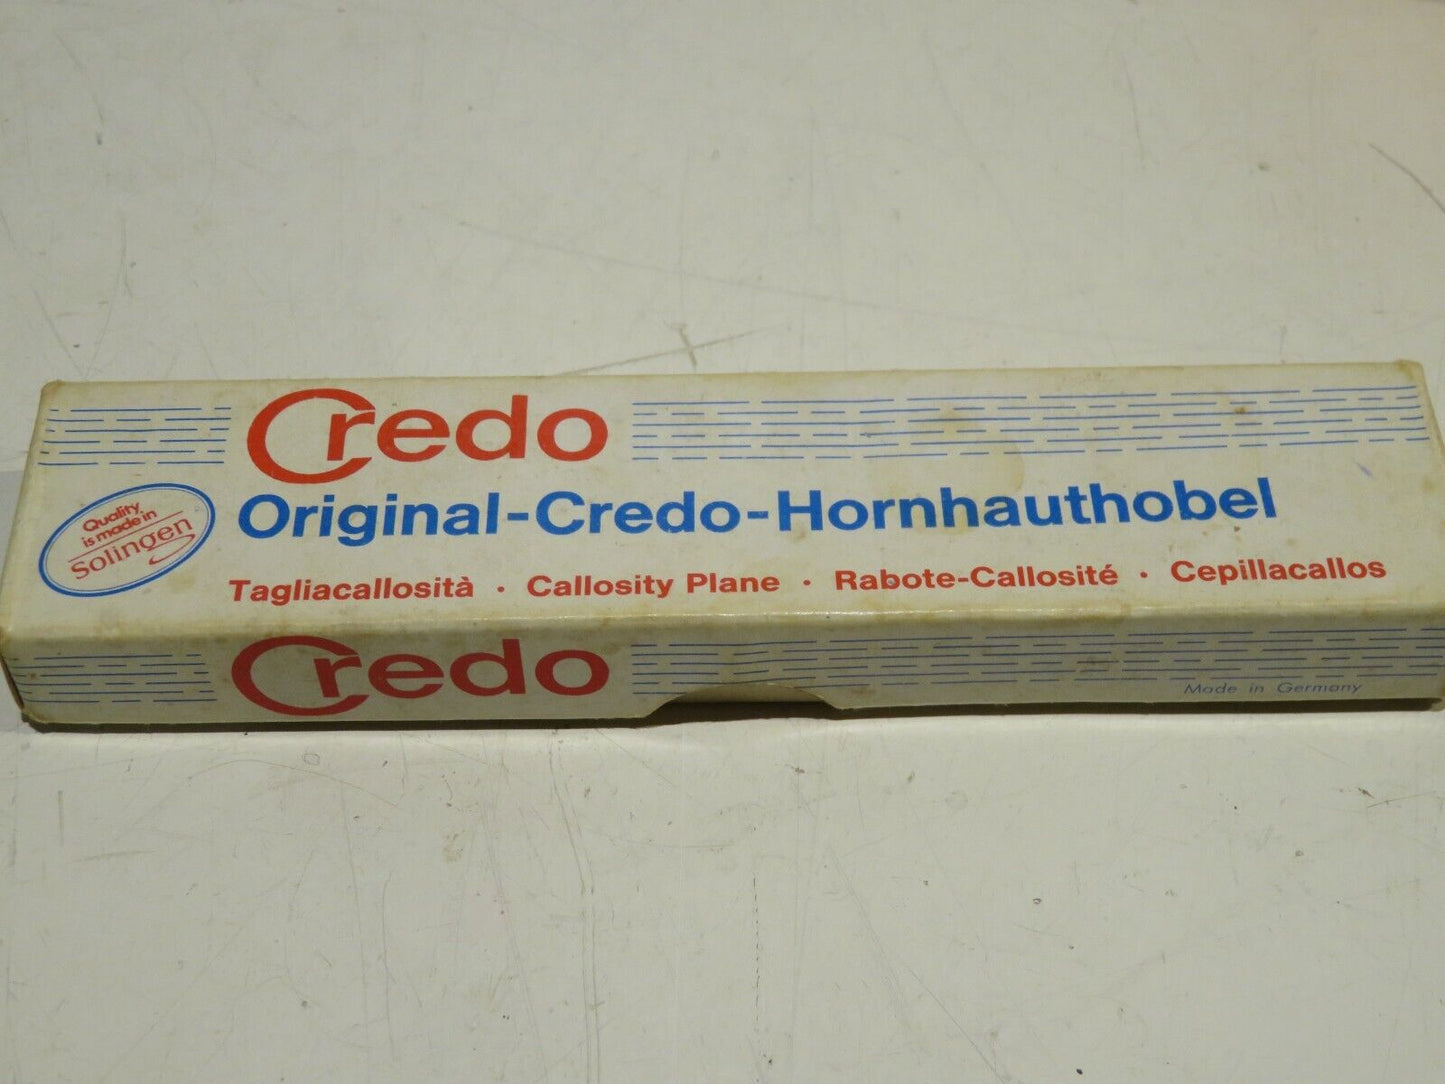 Credo
Quality
is made in
Solingen
Original-Credo-Hornhauthobel
Tagliacallosità · Callosity Plane · Rabote-Callosité · Cepillacallos
Credo
Made in Germany